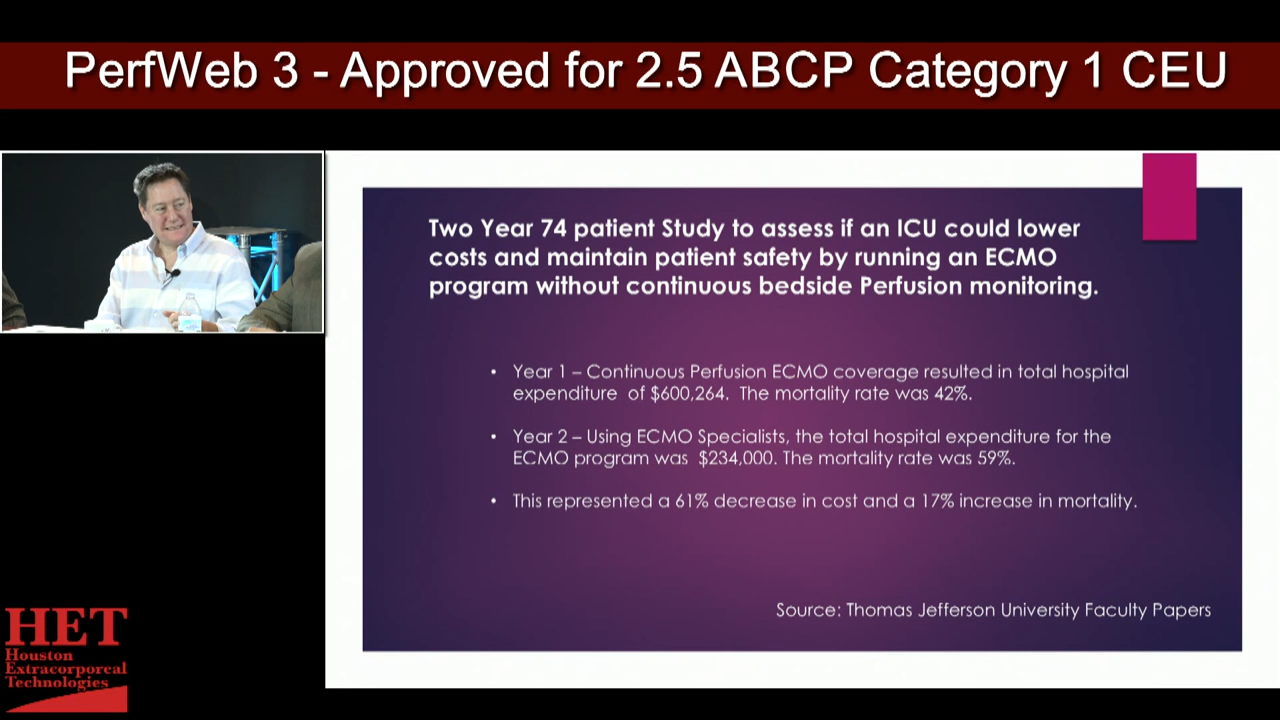 PerfWeb 3 - Approved for 2.5 ABCP Category 1 CEU
Two Year 74 patient Study to assess if an ICU could lower
costs and maintain patient safety by running an ECMO
program without continuous bedside Perfusion monitoring.
• Year 1 – Continuous Perfusion ECMO coverage resulted in total hospital
expenditure of $600,264. The mortality rate was 42%.
• Year 2 – Using ECMO Specialists, the total hospital expenditure for the
ECMO program was $234,000. The mortality rate was 59%.
• This represented a 61% decrease in cost and a 17% increase in mortality.
Source: Thomas Jefferson University Faculty Papers
HET
Houston
Extracorporeal
Technologies